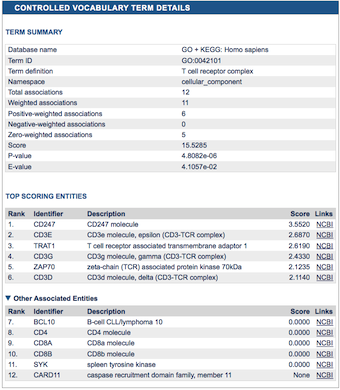 CONTROLLED VOCABULARY TERM DETAILS
TERM SUMMARY
Database name GO + KEGG: Homo sapiens
Term ID GO:0042101
Term definition T cell receptor complex
Namespace cellular_component
Total associations 12
Weighted associations 11
Positive-weighted associations 6
Negative-weighted associations 0
Zero-weighted associations 5
Score 15.5285
P-value 4.8082e-06
E-value 4.1057e-02
TOP SCORING ENTITIES
Rank Identifier Description Score Links
1. CD247 CD247 molecule 3.5520 NCBI
2. CD3E CD3e molecule, epsilon (CD3-TCR complex) 2.6870 NCBI
3. TRAT1 T cell receptor associated transmembrane adaptor 1 2.6190 NCBI
4. CD3G CD3g molecule, gamma (CD3-TCR complex) 2.4330 NCBI
5. ZAP70 zeta-chain (TCR) associated protein kinase 70kDa 2.1235 NCBI
6. CD3D CD3d molecule, delta (CD3-TCR complex) 2.1140 NCBI
▼ Other Associated Entities
Rank Identifier Description Score Links
7. BCL10 B-cell CLL/lymphoma 10 0.0000 NCBI
8. CD4 CD4 molecule 0.0000 NCBI
9. CD8A CD8a molecule 0.0000 NCBI
10. CD8B CD8b molecule 0.0000 NCBI
11. SYK spleen tyrosine kinase 0.0000 NCBI
12. CARD11 caspase recruitment domain family, member 11 None NCBI